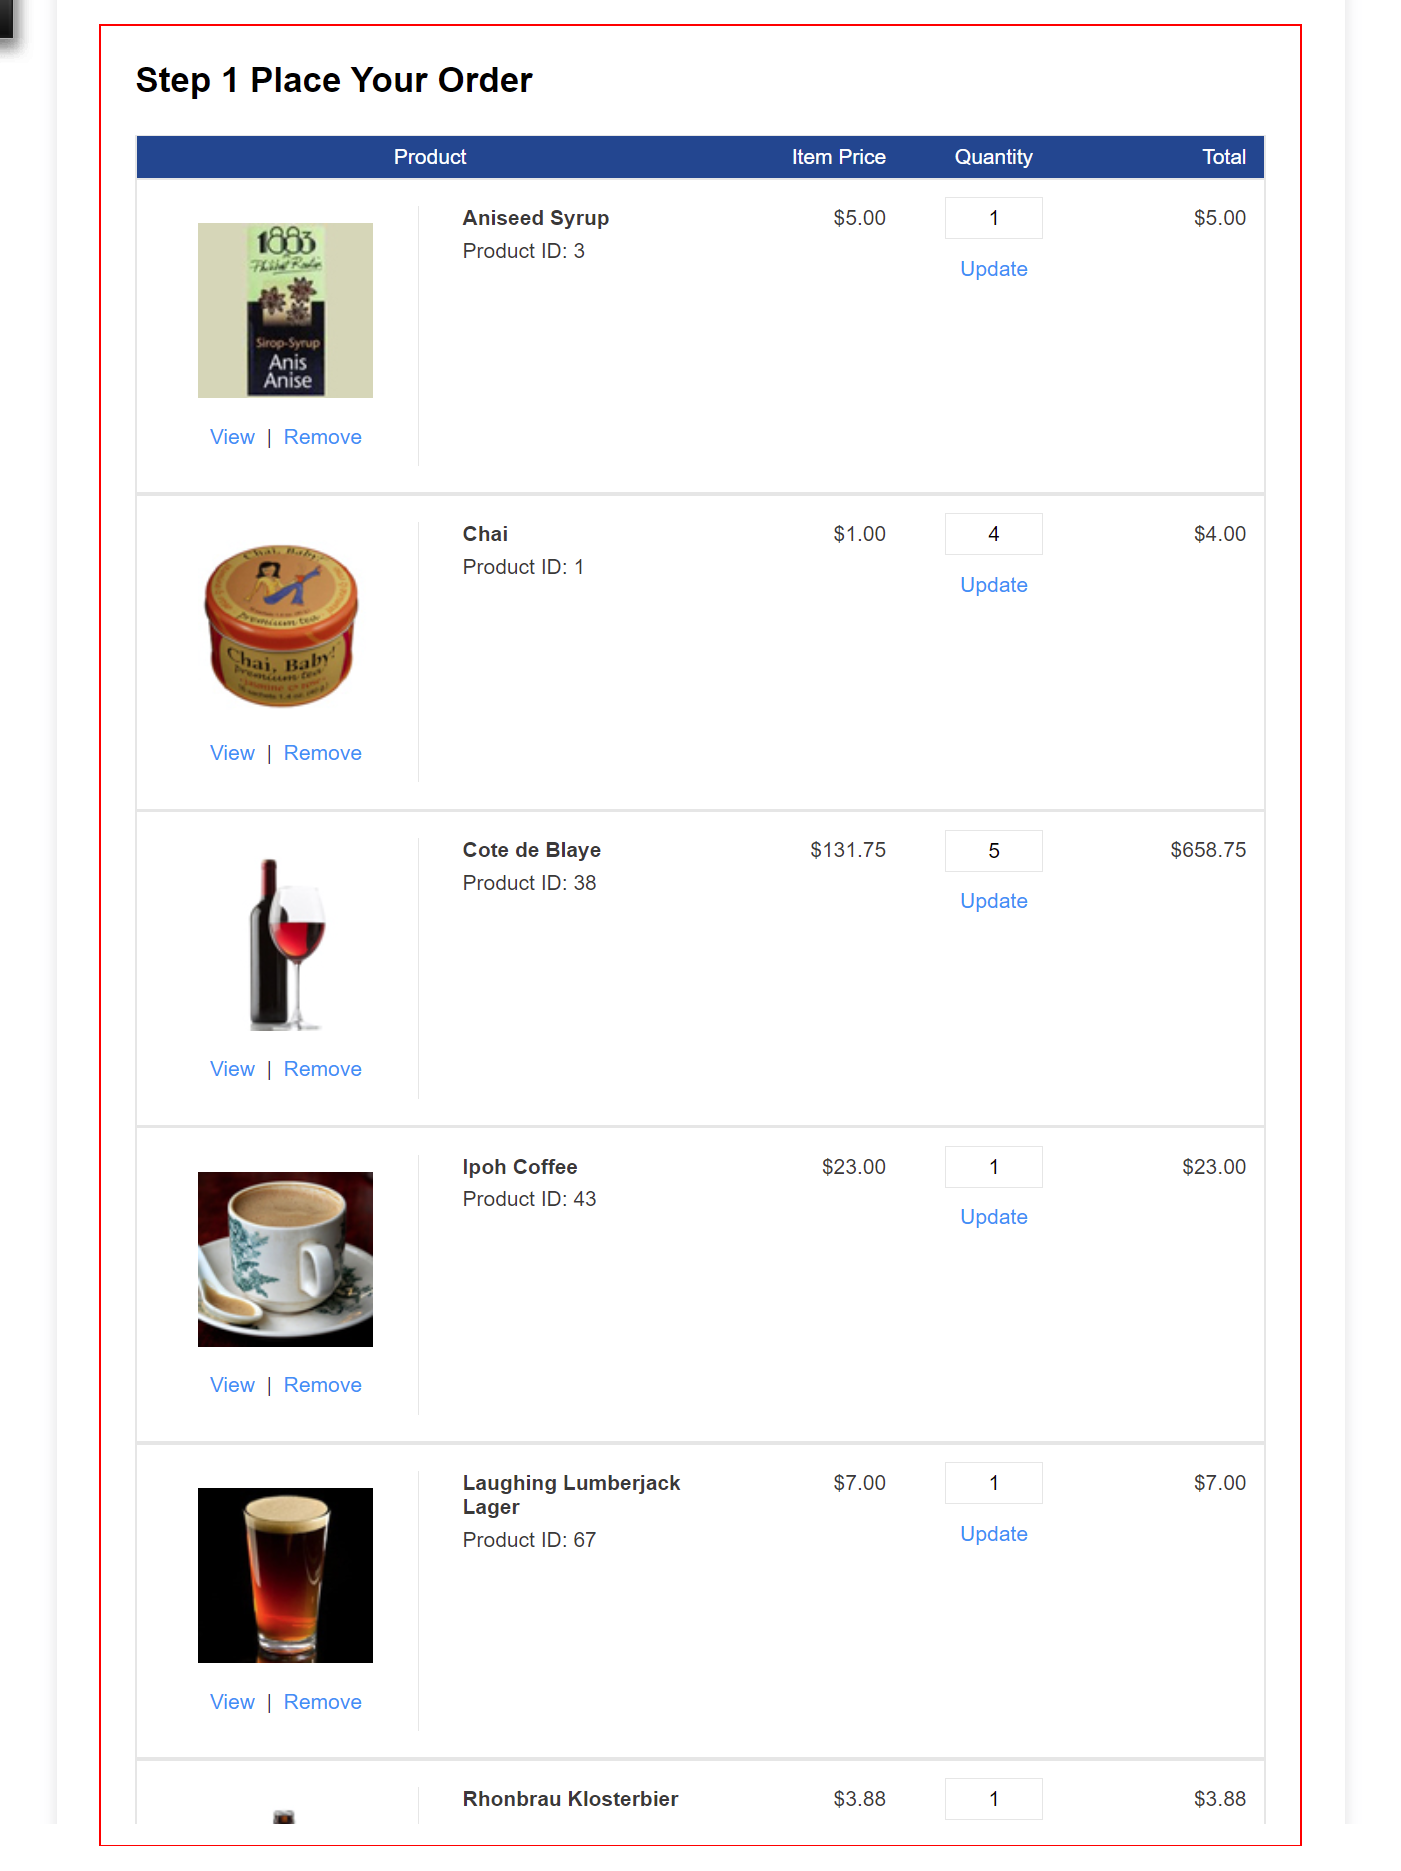 Step 1 Place Your Order
Product Item Price Quantity Total
Aniseed Syrup $5.00 1 $5.00
Product ID: 3
Update
1883
Sirop-Syrup
Anis
Anise
View | Remove
Chai $1.00 4 $4.00
Product ID: 1
Update
Chai, Baby!
premium tea
Chai, Baby!
premium tea
View | Remove
Cote de Blaye $131.75 5 $658.75
Product ID: 38
Update
View | Remove
Ipoh Coffee $23.00 1 $23.00
Product ID: 43
Update
View | Remove
Laughing Lumberjack $7.00 1 $7.00
Lager
Product ID: 67
Update
View | Remove
Rhonbrau Klosterbier $3.88 1 $3.88